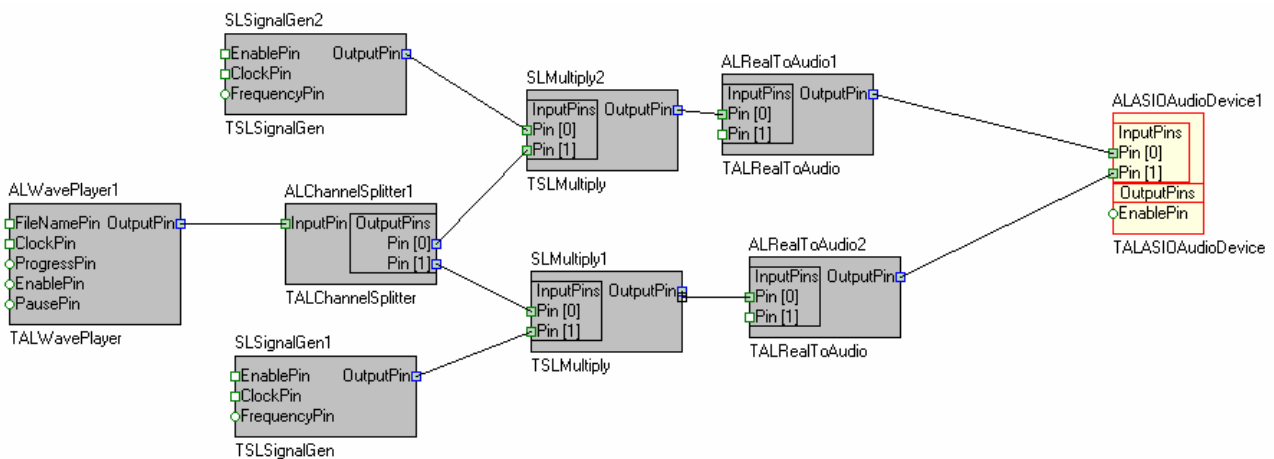 SLSignalGen2
EnablePin OutputPin
ClockPin
FrequencyPin
TSLSignalGen
SLMultiply2
InputPins OutputPin
Pin [0]
Pin [1]
TSLMultiply
ALRealToAudio1
InputPins OutputPin
Pin [0]
Pin [1]
TALRealToAudio
ALASIOAudioDevice1
InputPins
Pin [0]
Pin [1]
OutputPins
EnablePin
TALASIOAudioDevice
ALWavePlayer1
FileNamePin OutputPin
ClockPin
ProgressPin
EnablePin
PausePin
TALWavePlayer
ALChannelSplitter1
InputPin OutputPins
Pin [0]
Pin [1]
TALChannelSplitter
SLMultiply1
InputPins OutputPin
Pin [0]
Pin [1]
TSLMultiply
ALRealToAudio2
InputPins OutputPin
Pin [0]
Pin [1]
TALRealToAudio
SLSignalGen1
EnablePin OutputPin
ClockPin
FrequencyPin
TSLSignalGen